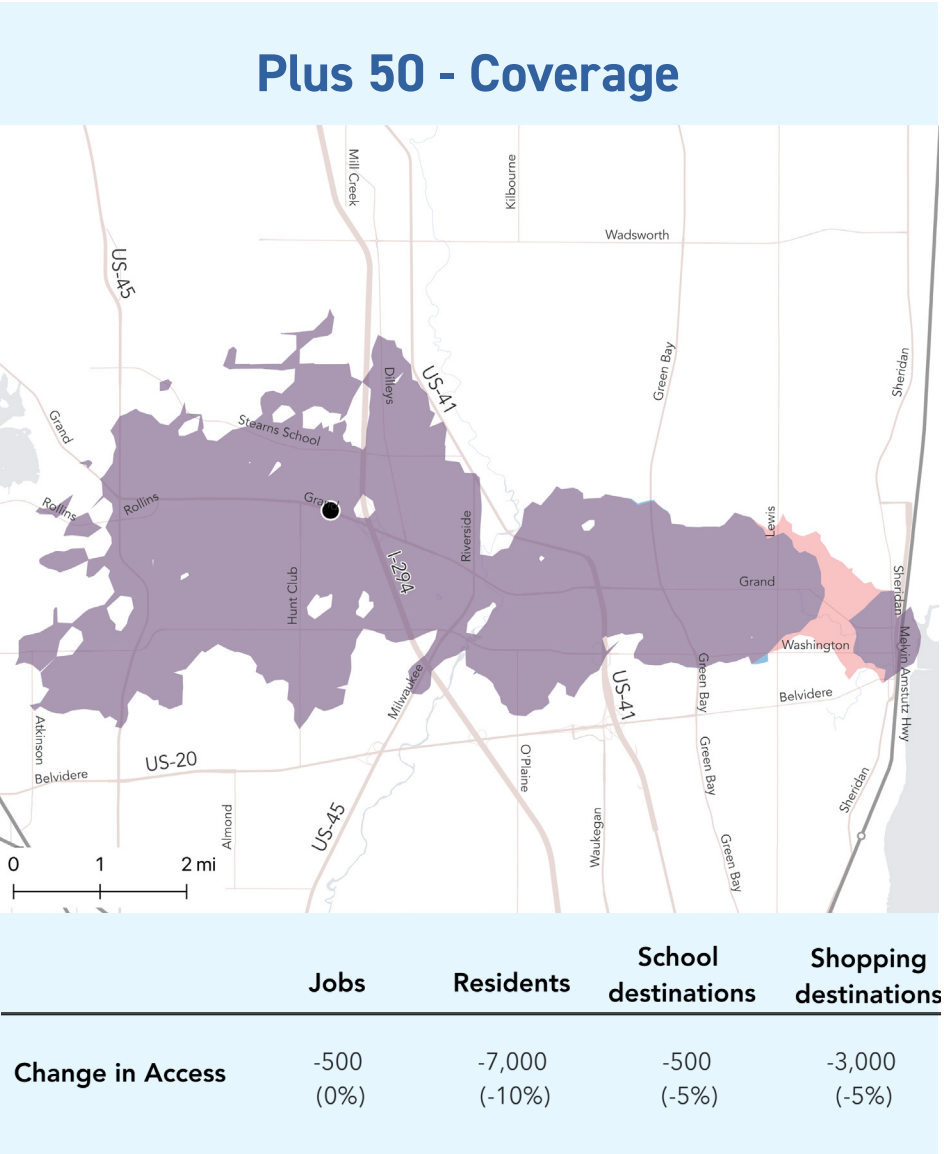 Plus 50 - Coverage
Mill Creek
Kilbourne
Wadsworth
US-45
Green Bay
Sheridan
Dilleys
US-41
Grand
Stearns School
Rollins
Rollins
Grand
Lewis
Riverside
I-294
Hunt Club
Grand
Sheridan
Washington
Melvin Amstutz Hwy
Milwaukee
Green Bay
US-41
Belvidere
Atkinson
US-20
Belvidere
O'Plaine
Green Bay
Sheridan
Almond
US-45
Waukegan
Green Bay
0 1 2 mi
Jobs
Residents
School
destinations
Shopping
destinations
Change in Access
-500
(0%)
-7,000
(-10%)
-500
(-5%)
-3,000
(-5%)